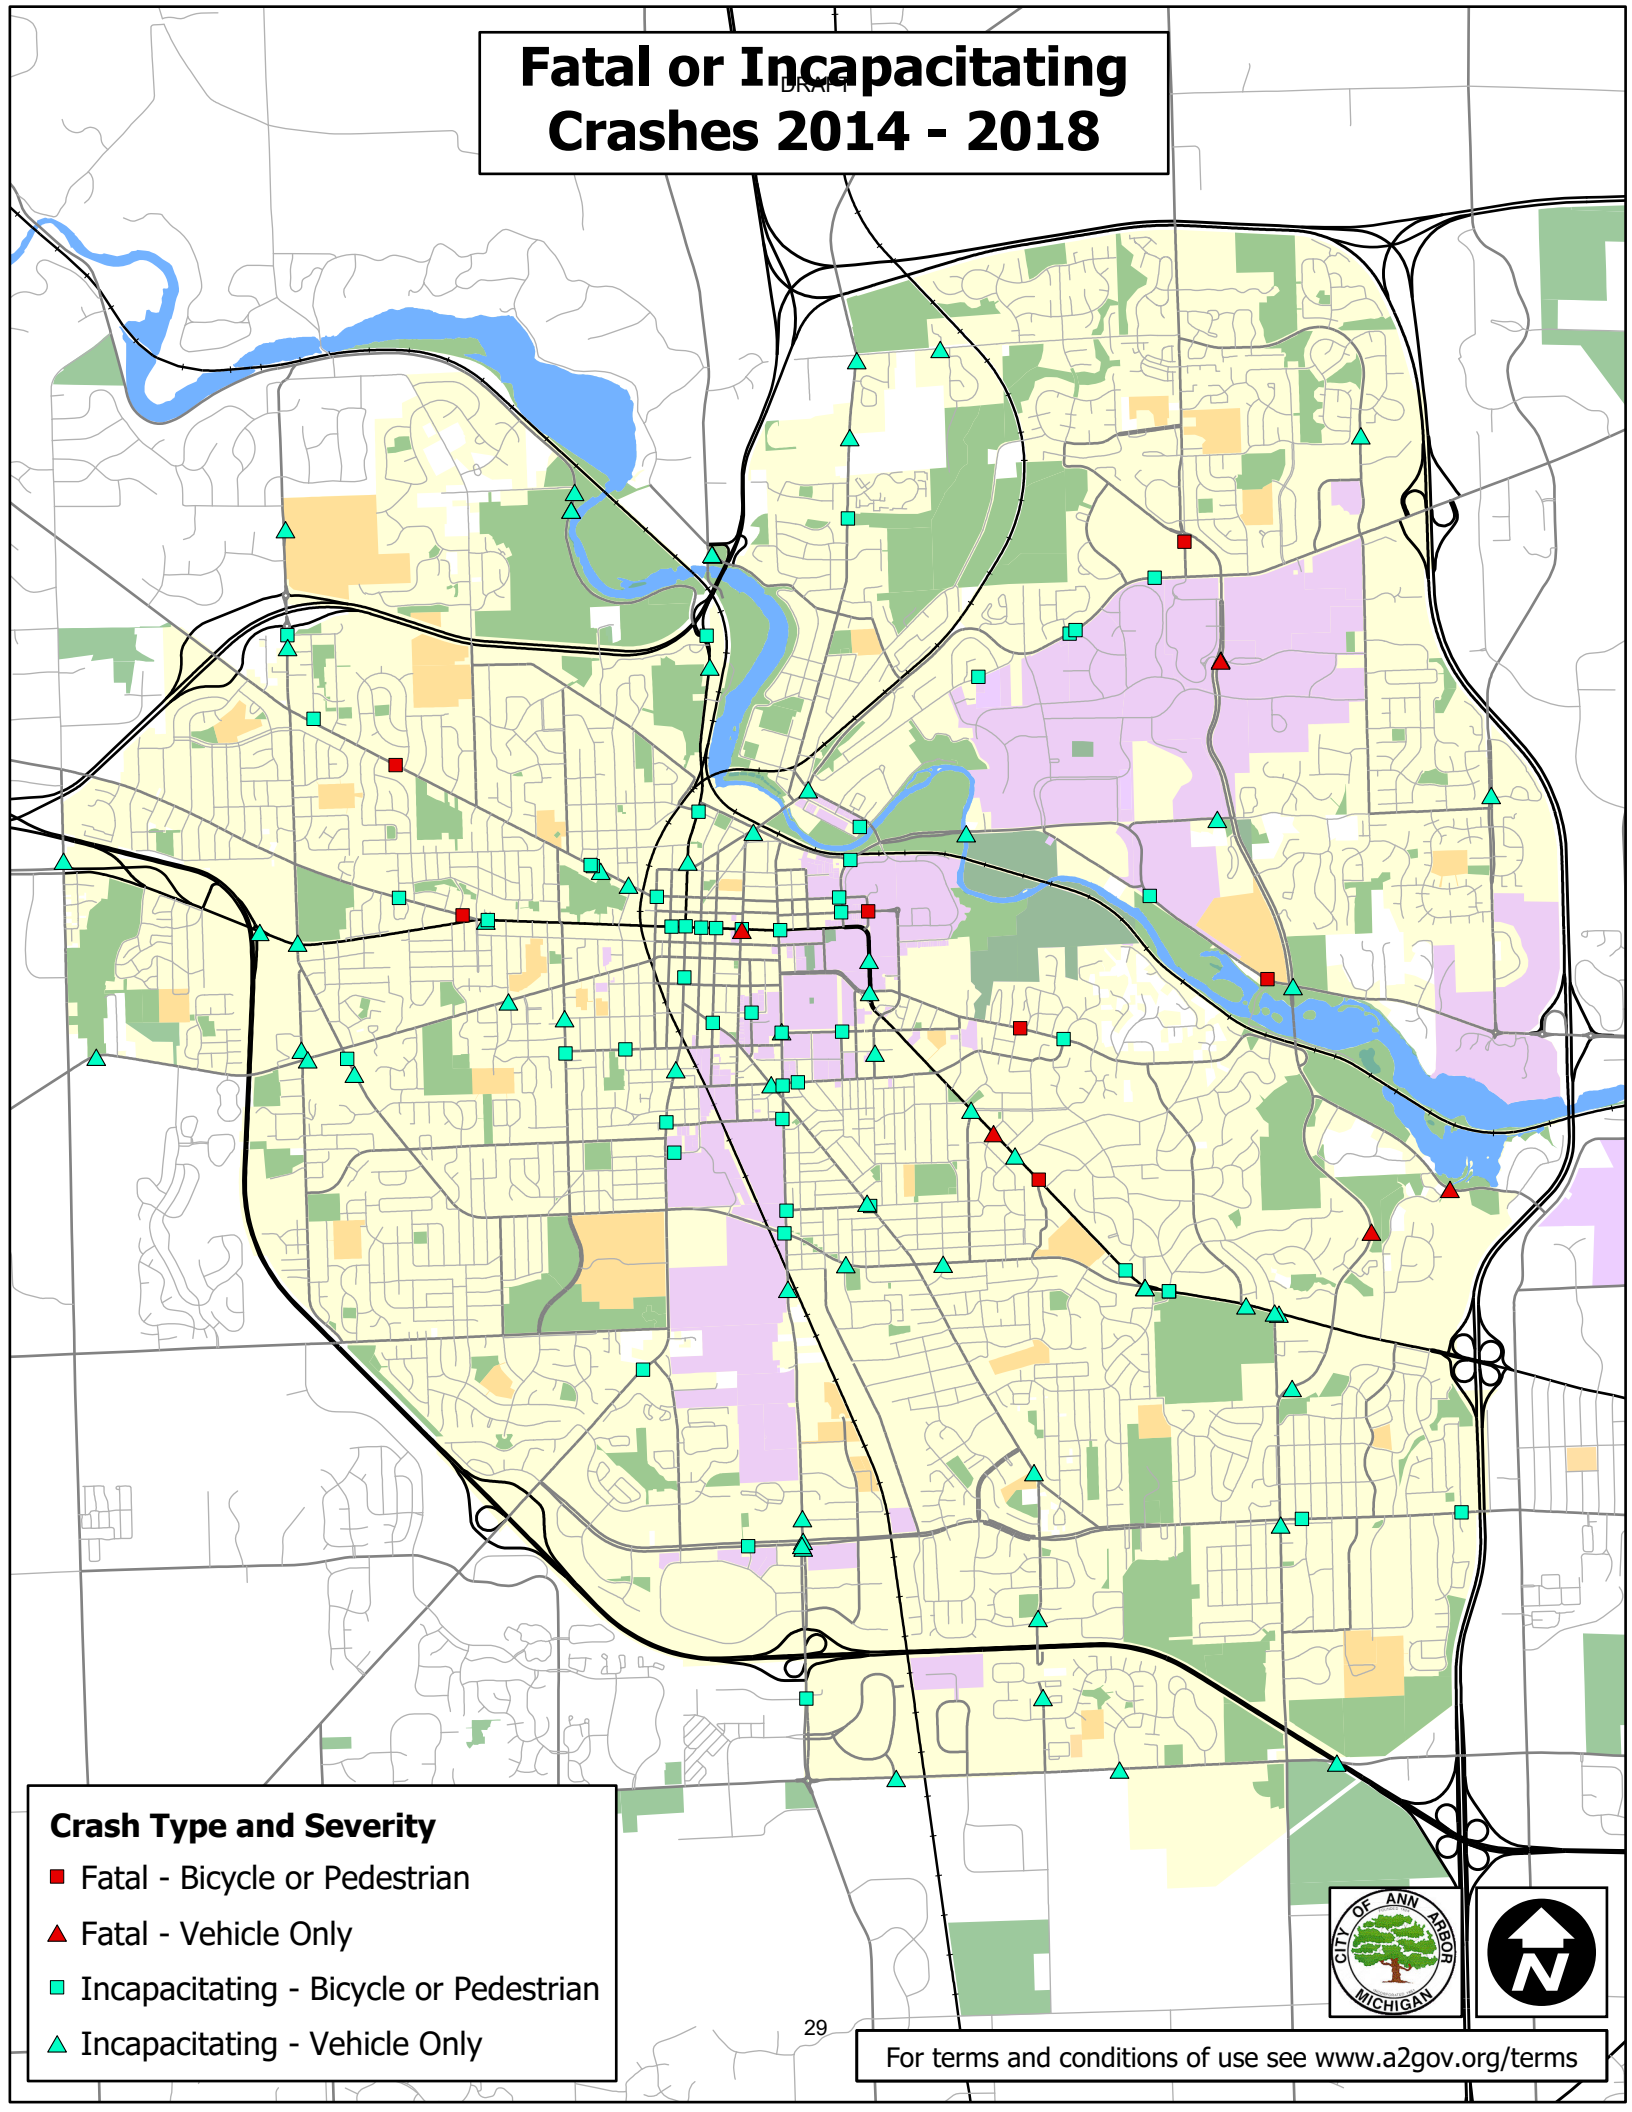 Fatal or Incapacitating
DRAFT
Crashes 2014 - 2018
Crash Type and Severity
Fatal - Bicycle or Pedestrian
Fatal - Vehicle Only
Incapacitating - Bicycle or Pedestrian
Incapacitating - Vehicle Only
CITY OF ANN ARBOR
MICHIGAN
N
29
For terms and conditions of use see www.a2gov.org/terms